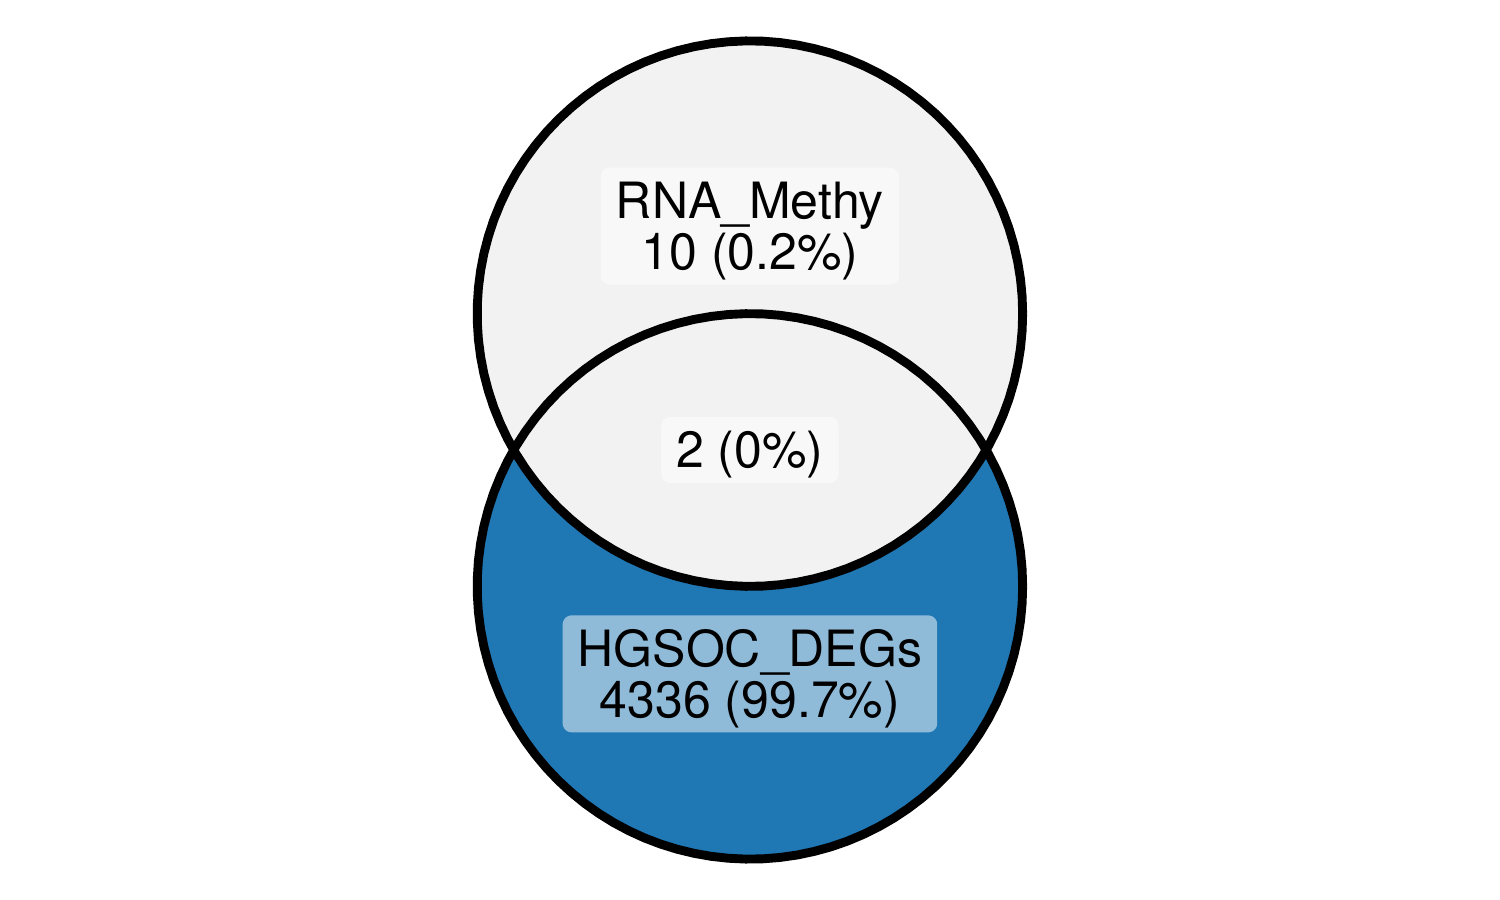 RNA_Methy
10 (0.2%)
2 (0%)
HGSOC_DEGs
4336 (99.7%)